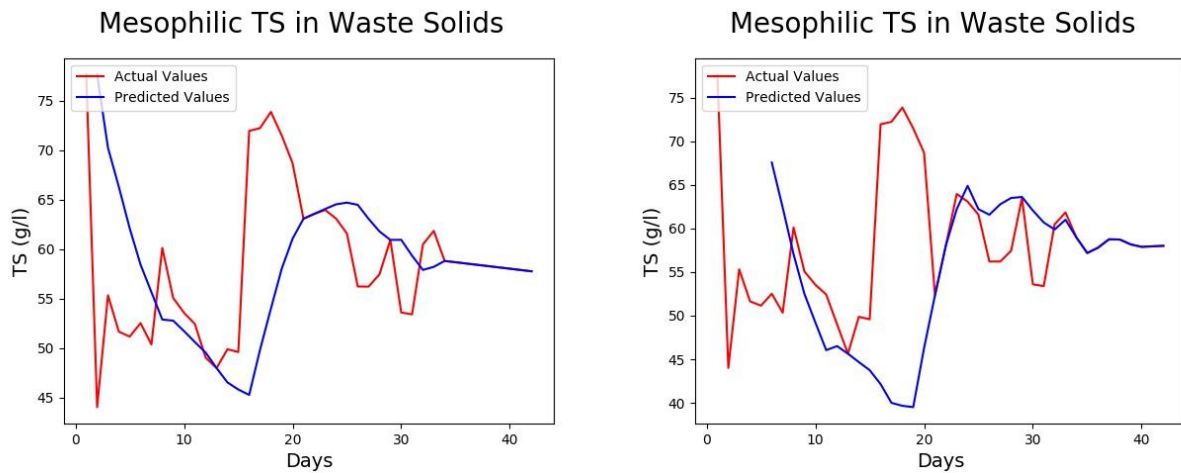 Mesophilic TS in Waste Solids
Actual Values
Predicted Values
75
70
65
60
55
50
45
TS (g/l)
0 10 20 30 40
Days
Mesophilic TS in Waste Solids
Actual Values
Predicted Values
75
70
65
60
55
50
45
40
TS (g/l)
0 10 20 30 40
Days